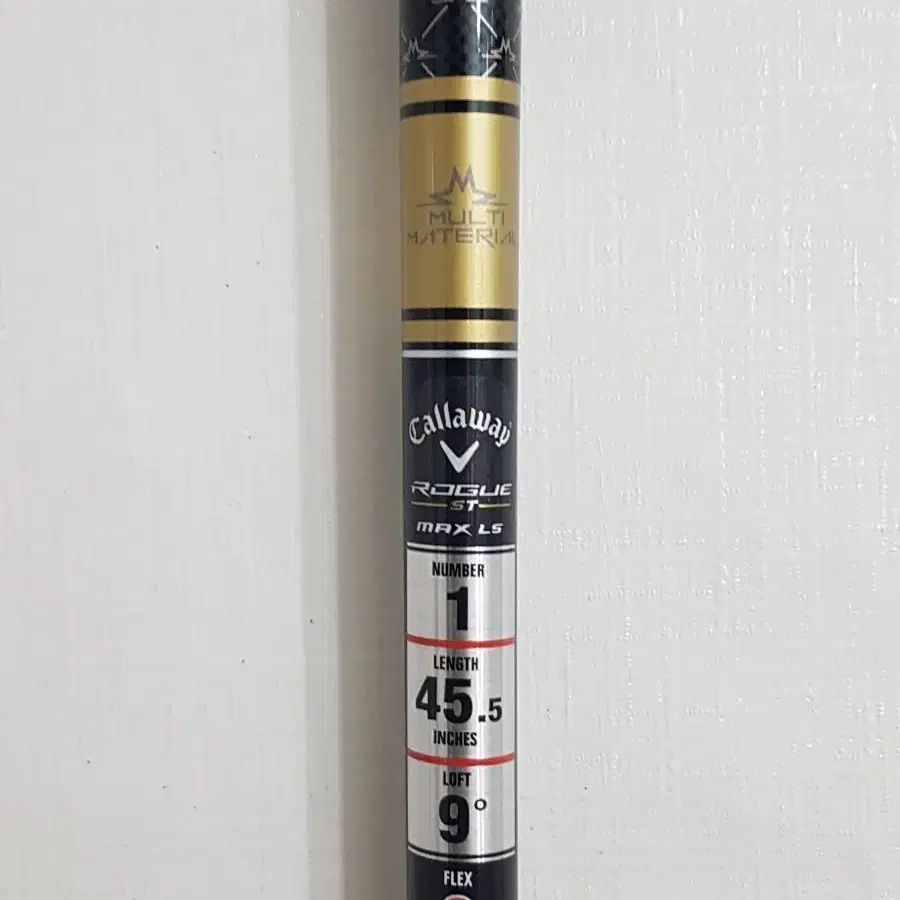 MULTI
MATERIAL
Callaway
ROGUE
ST
MAX LS
NUMBER
1
LENGTH
45.5
INCHES
LOFT
9°
FLEX